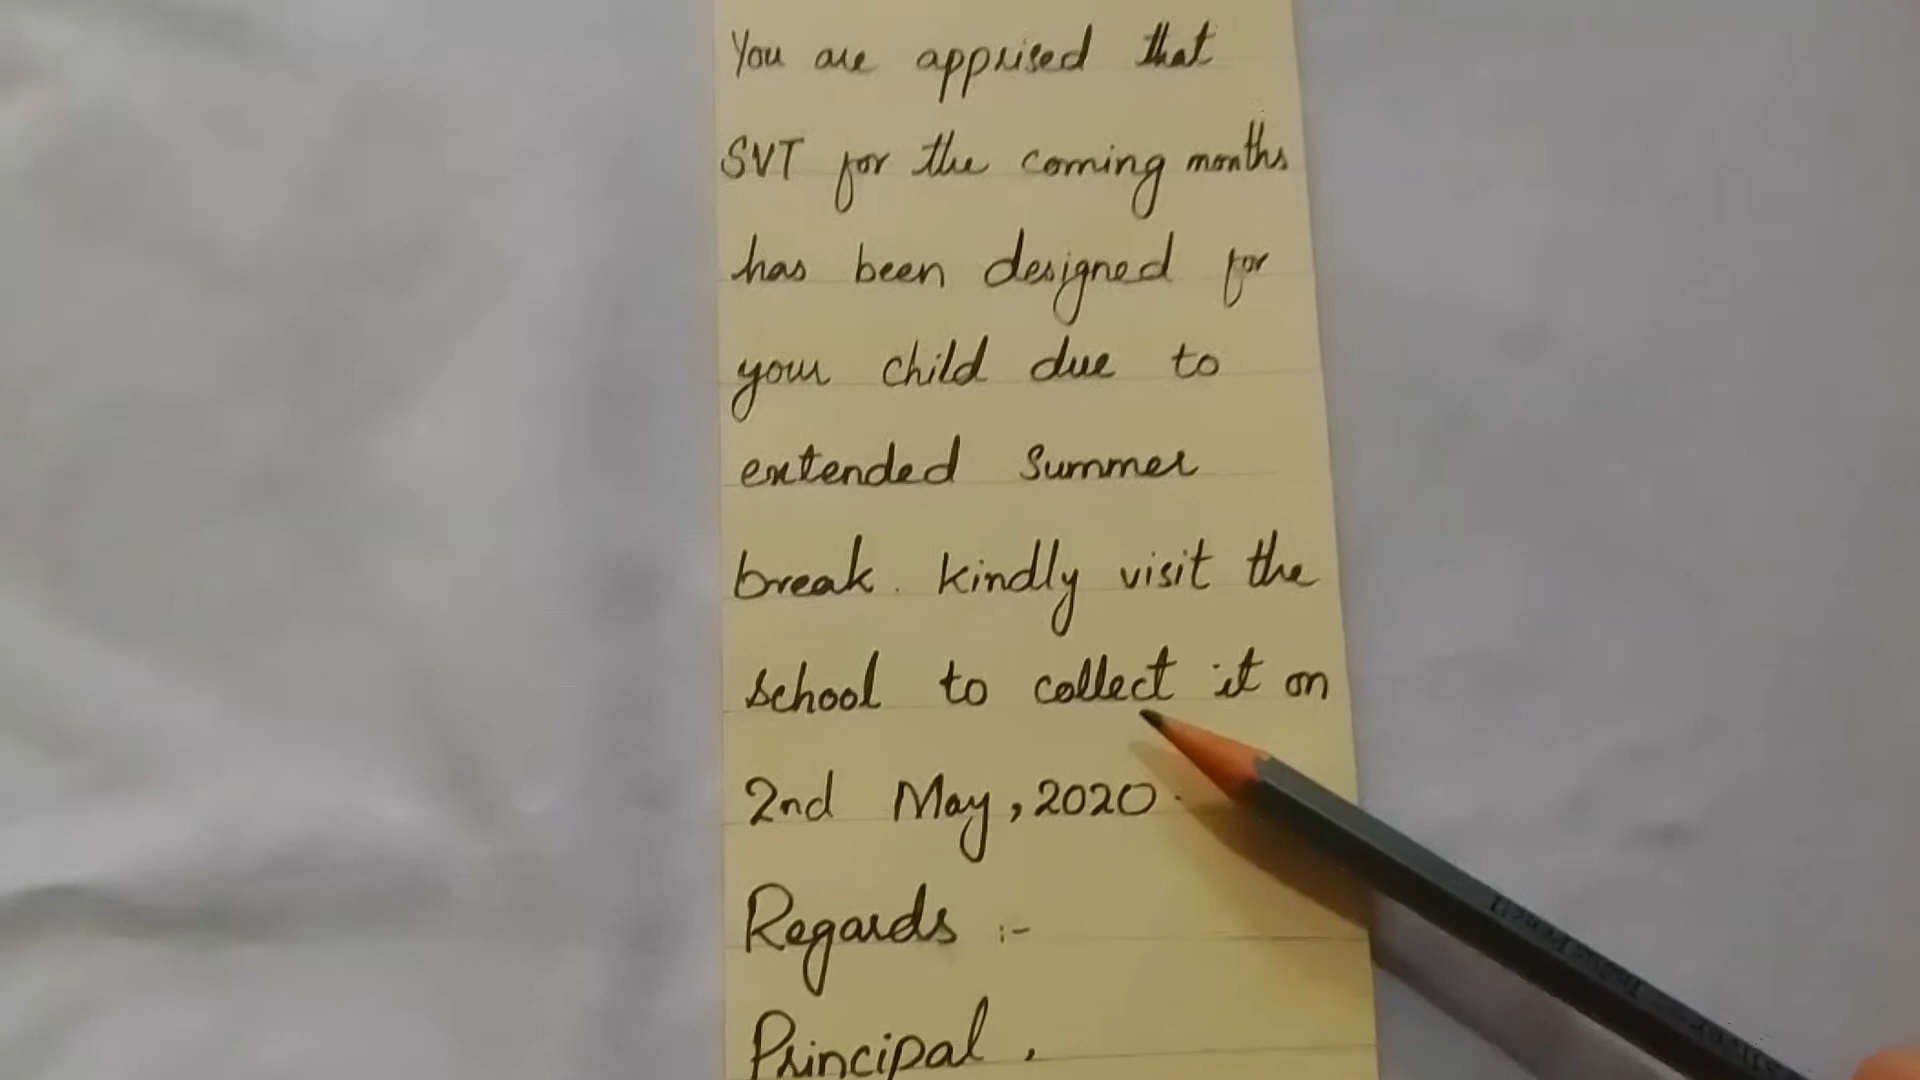 You are apprised that
SVT for the coming months
has been designed for
your child due to
extended Summer
break. Kindly visit the
school to collect it on
2nd May, 2020.
Regards :-
Principal,